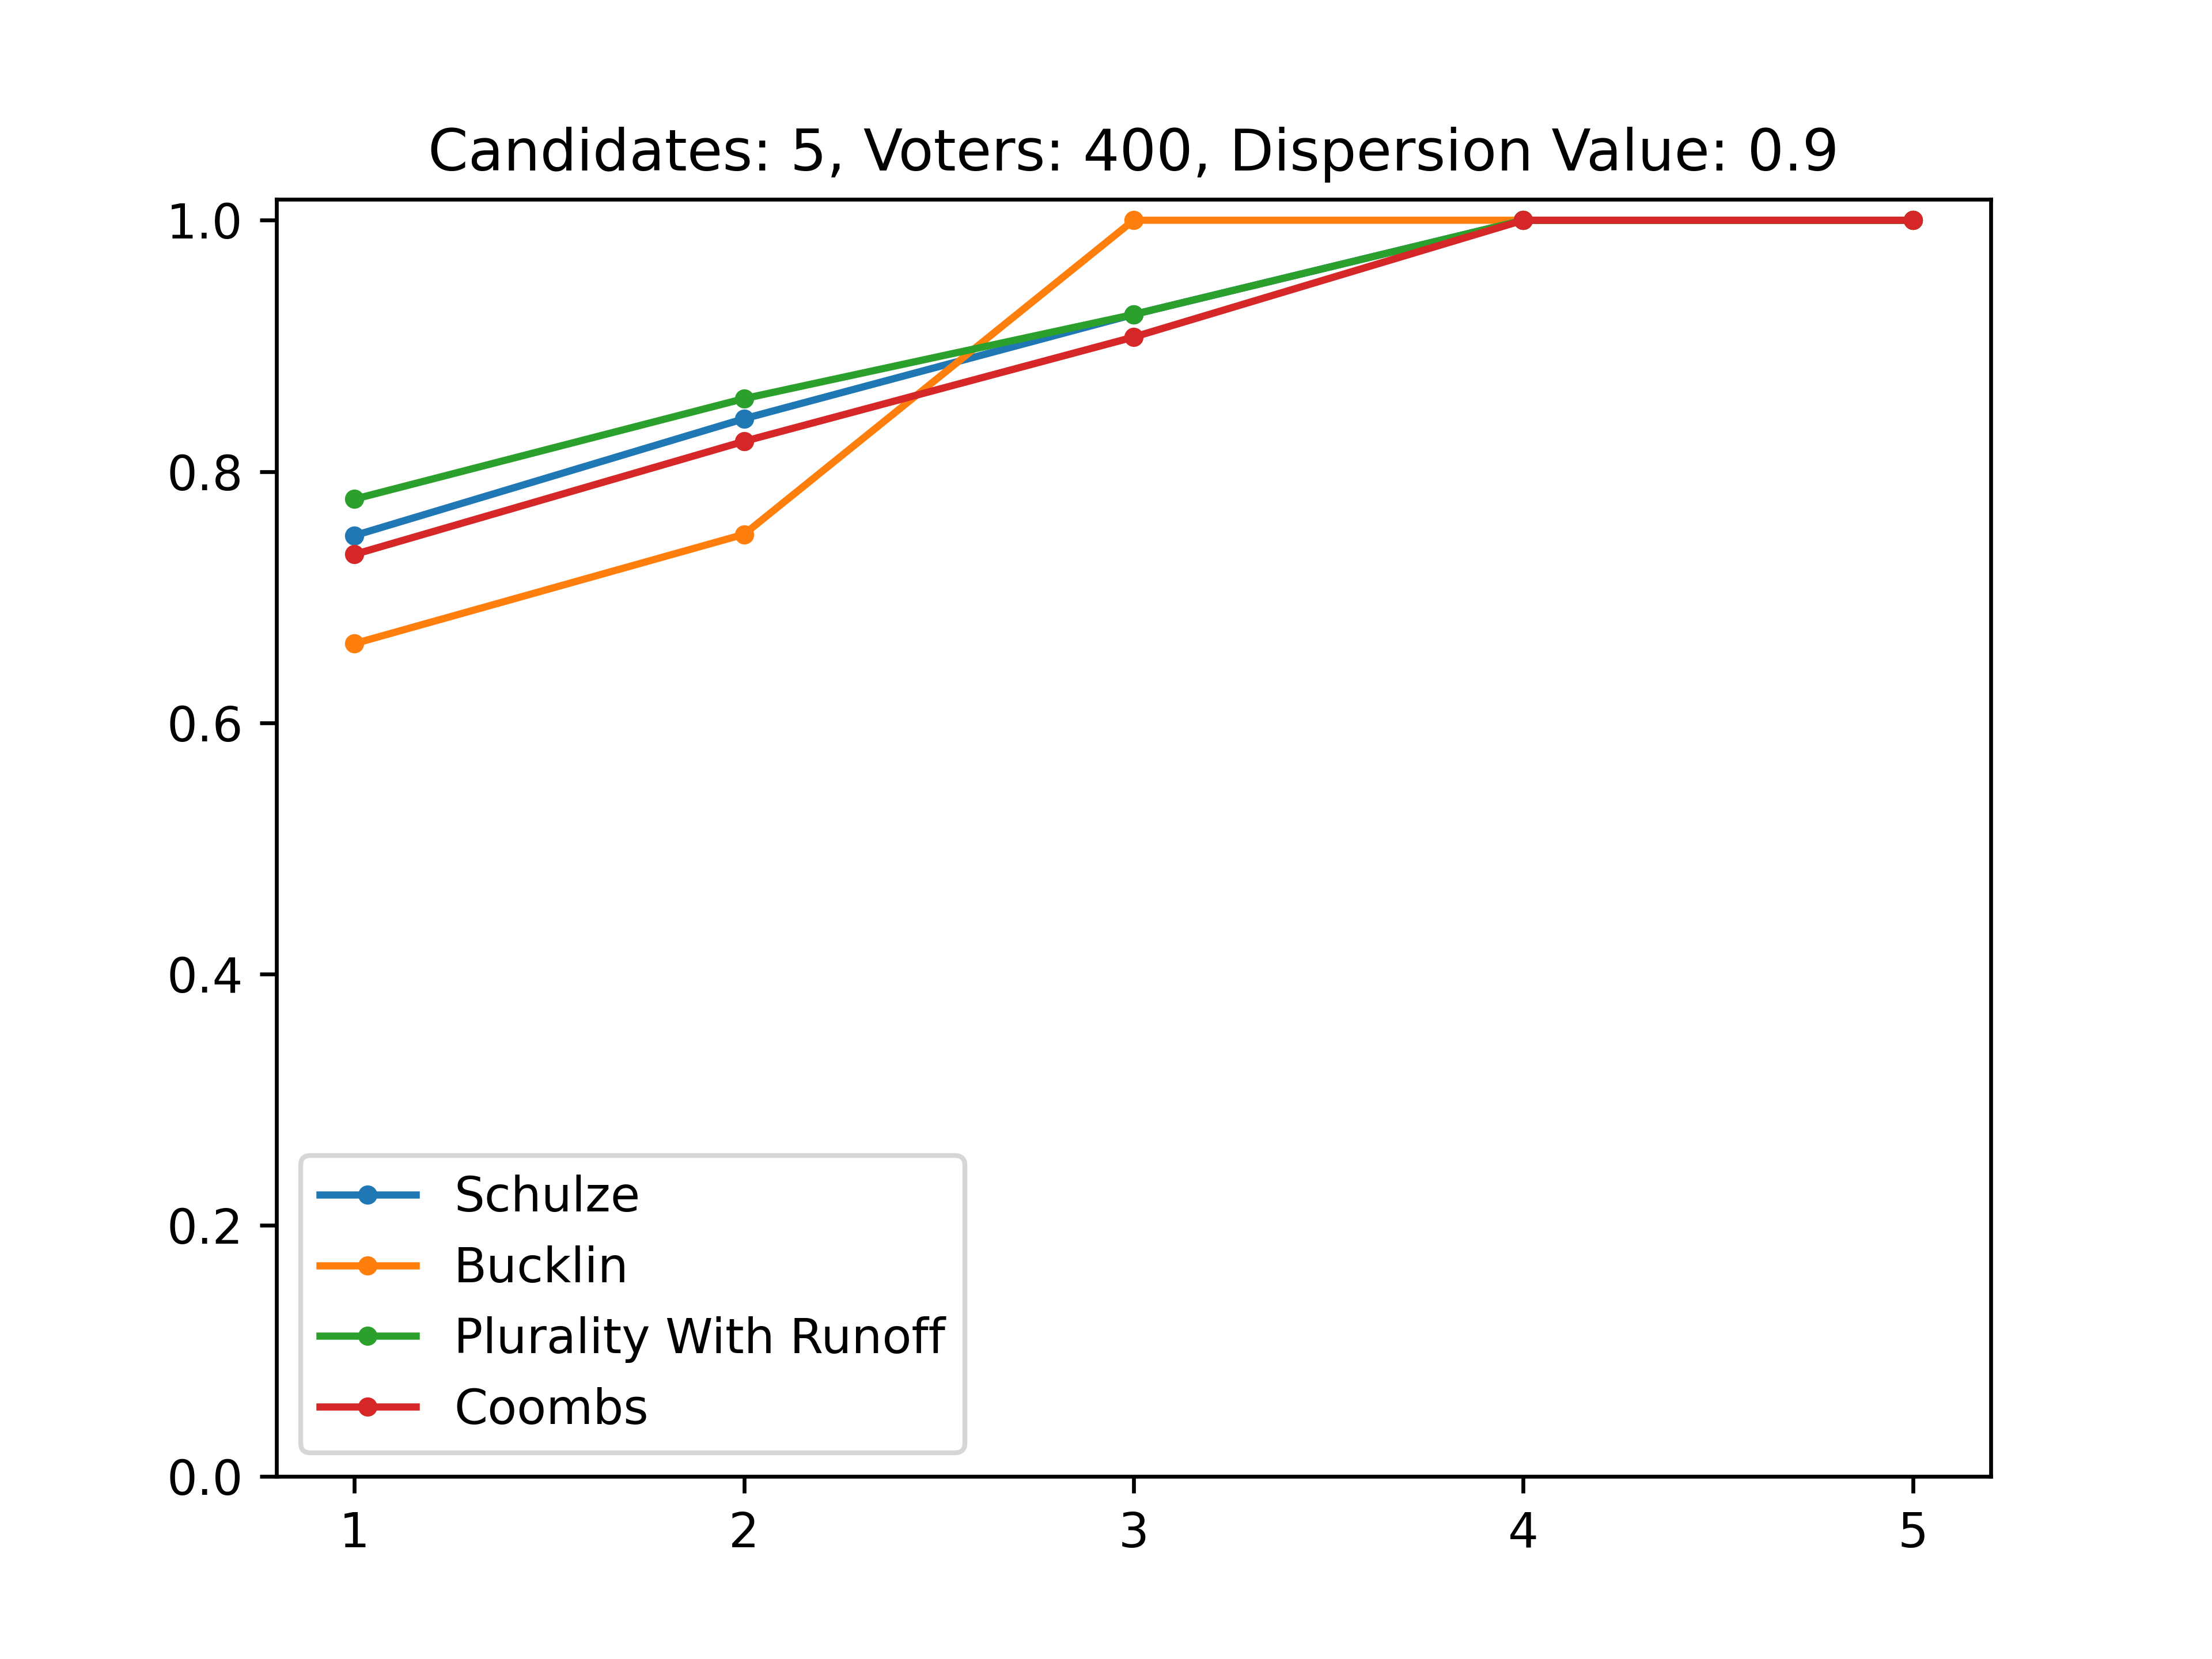 Candidates: 5, Voters: 400, Dispersion Value: 0.9
1.0
0.8
0.6
0.4
0.2
0.0
Schulze
Bucklin
Plurality With Runoff
Coombs
1 2 3 4 5